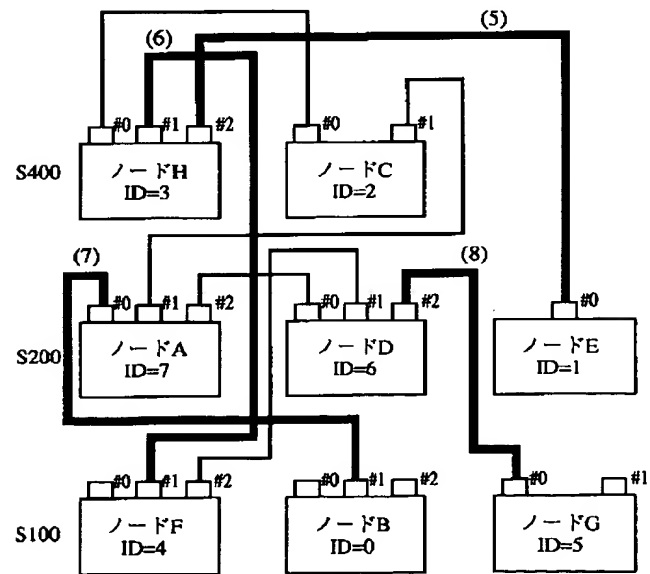 (6) (5)
#0 #1 #2 #0 #1
S400 ノードH ノードC
ID=3 ID=2
(7) (8)
#0 #1 #2 #0 #1 #2 #0
S200 ノードA ノードD ノードE
ID=7 ID=6 ID=1
#0 #1 #2 #0 #1 #2 #0 #1
S100 ノードF ノードB ノードG
ID=4 ID=0 ID=5